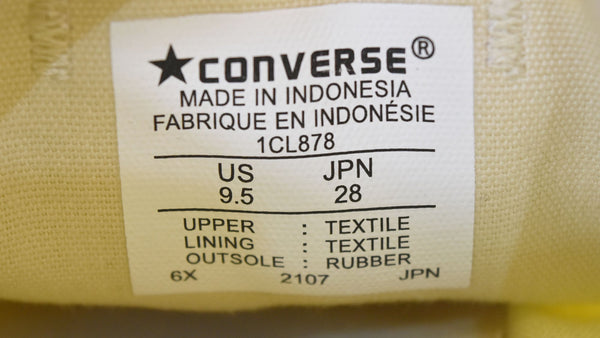 ★CONVERSE®
MADE IN INDONESIA
FABRIQUE EN INDONÉSIE
1CL878
US JPN
9.5 28
UPPER : TEXTILE
LINING : TEXTILE
OUTSOLE : RUBBER
6X 2107 JPN